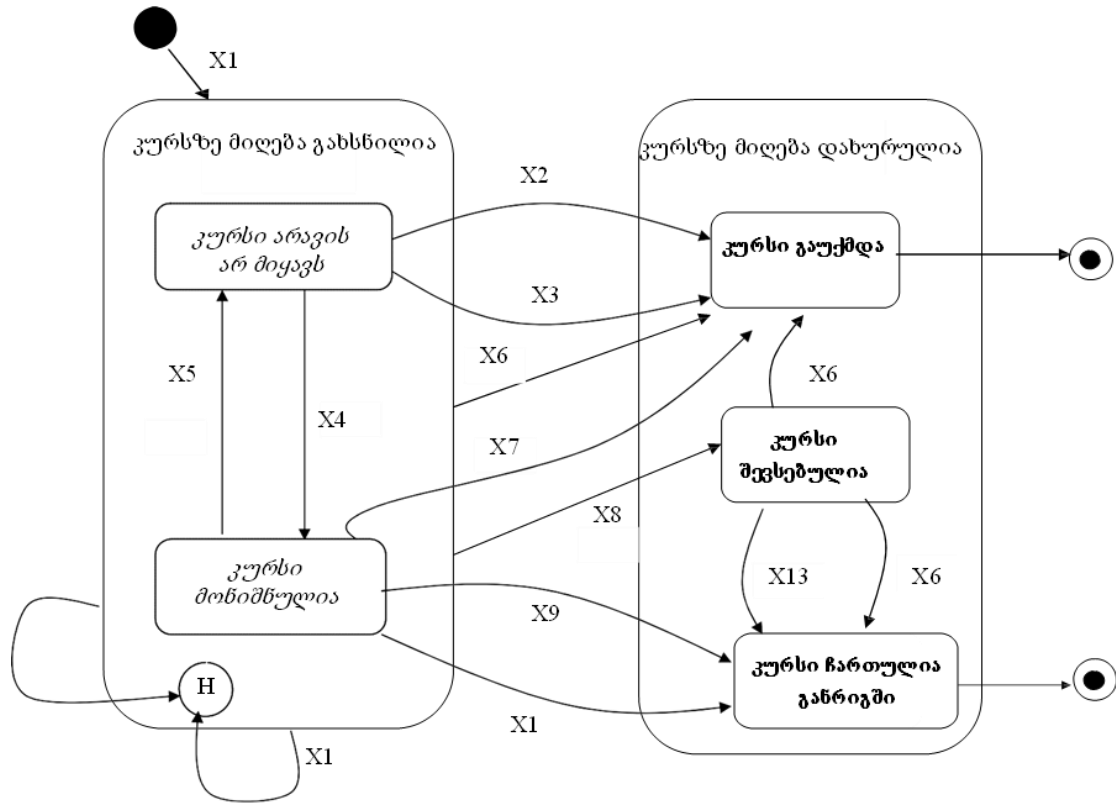 X1
კურსზე მიღება გახსნილია
კურსზე მიღება დახურულია
X2
კურსი არავის
არ მიყავს
კურსი გაუქმდა
X3
X6
X5
X6
X4
X7
კურსი
შევსებულია
X8
კურსი
მონიშნულია
X13
X6
X9
კურსი ჩართულია
განრიგში
H
X1
X1